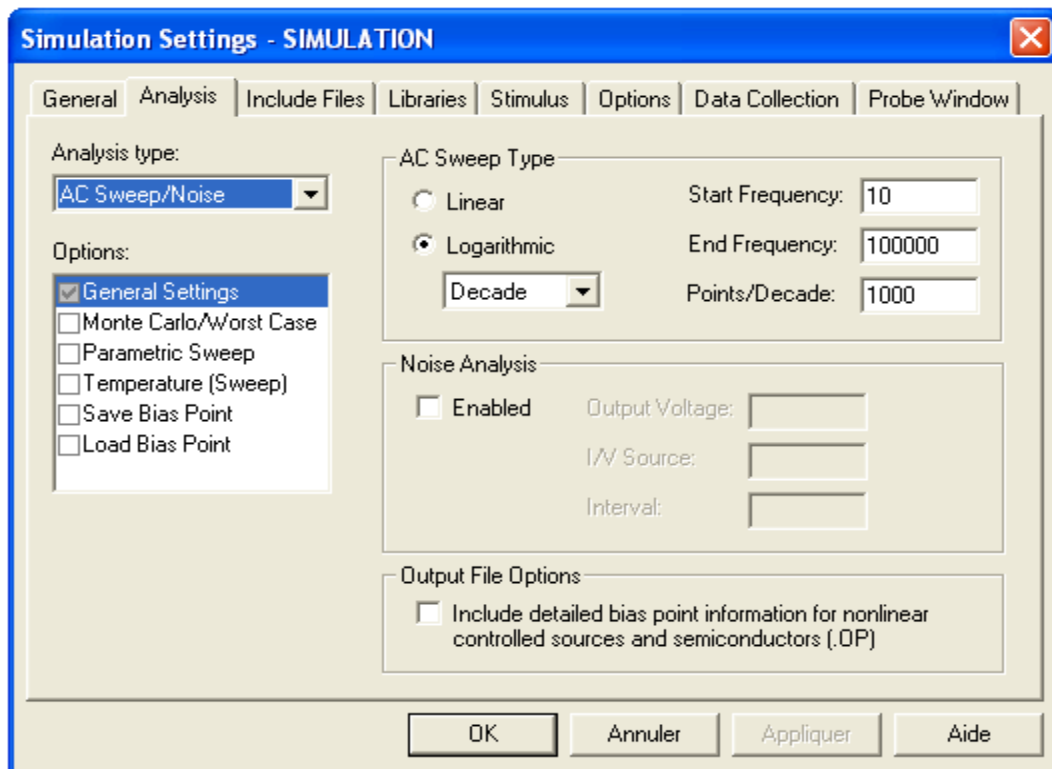 Simulation Settings - SIMULATION
General Analysis Include Files Libraries Stimulus Options Data Collection Probe Window
Analysis type:
AC Sweep/Noise
Options:
General Settings
Monte Carlo/Worst Case
Parametric Sweep
Temperature (Sweep)
Save Bias Point
Load Bias Point
AC Sweep Type
Linear
Logarithmic
Decade
Start Frequency: 10
End Frequency: 100000
Points/Decade: 1000
Noise Analysis
Enabled
Output Voltage:
I/V Source:
Interval:
Output File Options
Include detailed bias point information for nonlinear
controlled sources and semiconductors (.OP)
OK Annuler Appliquer Aide